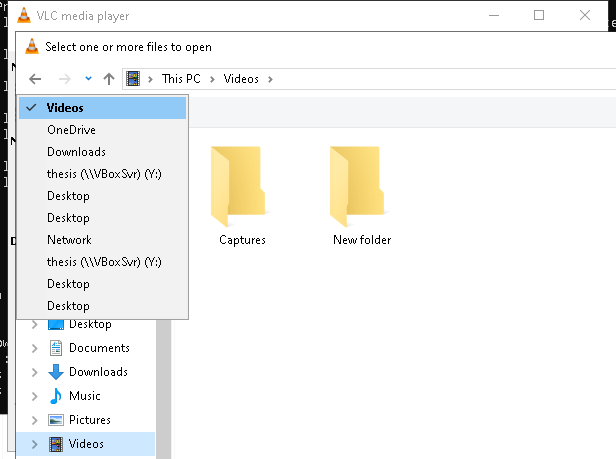 VLC media player
Select one or more files to open
This PC
Videos
Videos
OneDrive
Downloads
thesis (\\VBoxSvr) (Y:)
Desktop
Desktop
Network
thesis (\\VBoxSvr) (Y:)
Desktop
Desktop
Captures
New folder
Desktop
Documents
Downloads
Music
Pictures
Videos